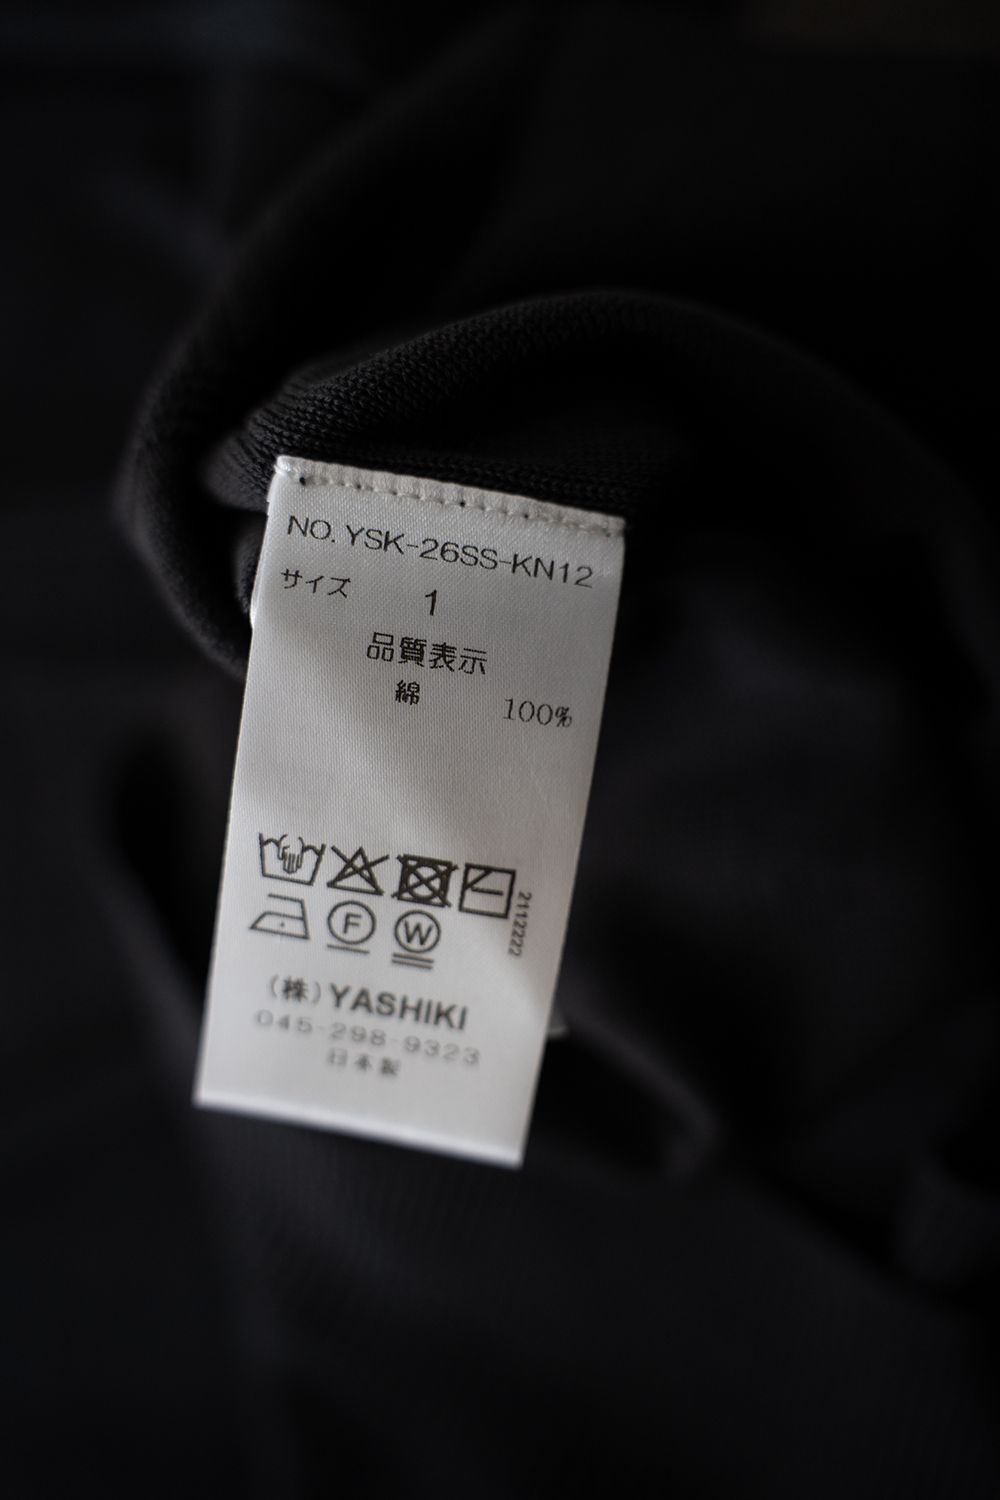 NO. YSK-26SS-KN12
サイズ 1
品質表示
綿 100%
2112222
F W
(株)YASHIKI
045-298-9323
日本製